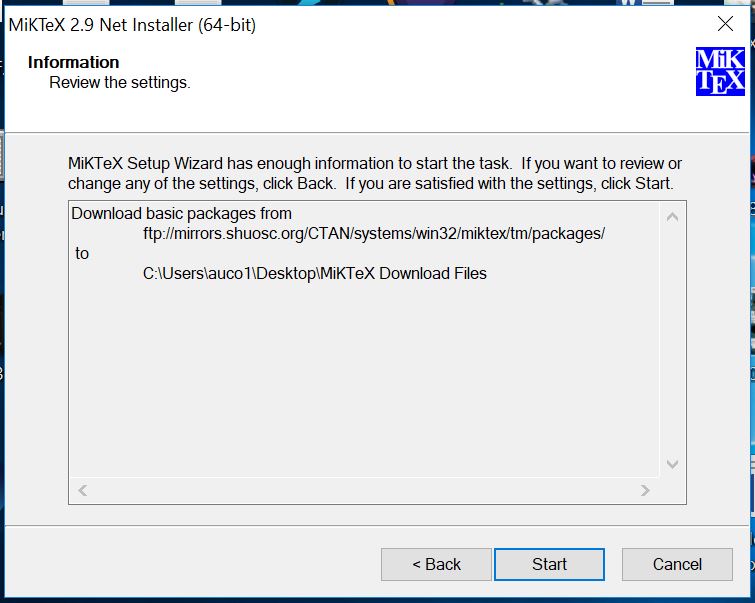 MiKTeX 2.9 Net Installer (64-bit)
Information
Review the settings.
MiK
TEX
MiKTeX Setup Wizard has enough information to start the task.  If you want to review or
change any of the settings, click Back.  If you are satisfied with the settings, click Start.
Download basic packages from
ftp://mirrors.shuosc.org/CTAN/systems/win32/miktex/tm/packages/
to
C:\Users\auco1\Desktop\MiKTeX Download Files
< Back
Start
Cancel